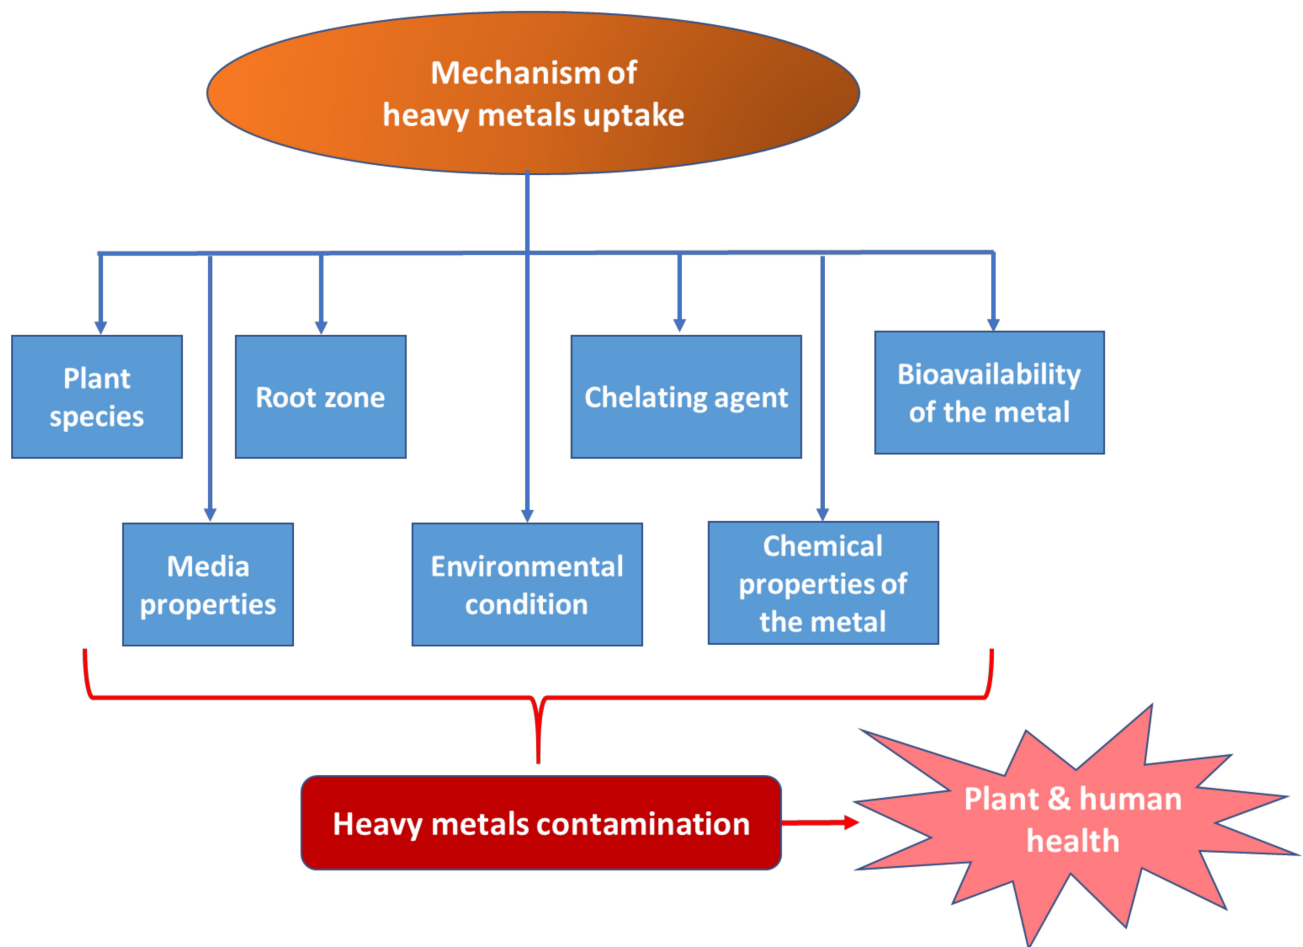 Mechanism of
heavy metals uptake
Plant
species
Root zone
Chelating agent
Bioavailability
of the metal
Media
properties
Environmental
condition
Chemical
properties of
the metal
Heavy metals contamination
Plant & human
health